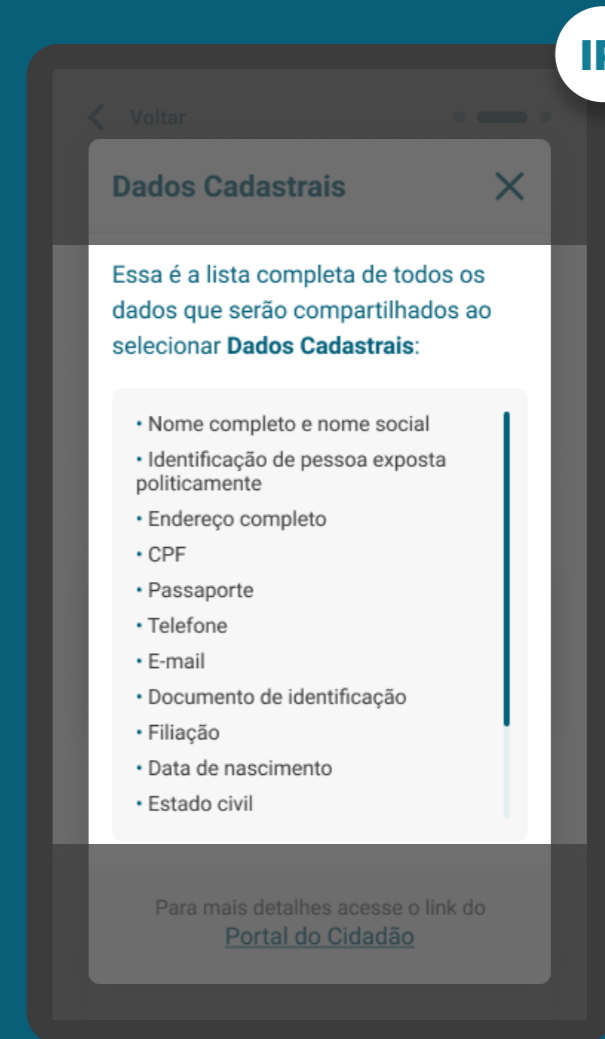 Voltar
Dados Cadastrais
Essa é a lista completa de todos os
dados que serão compartilhados ao
selecionar Dados Cadastrais:
• Nome completo e nome social
• Identificação de pessoa exposta
politicamente
• Endereço completo
• CPF
• Passaporte
• Telefone
• E-mail
• Documento de identificação
• Filiação
• Data de nascimento
• Estado civil
Para mais detalhes acesse o link do
Portal do Cidadão